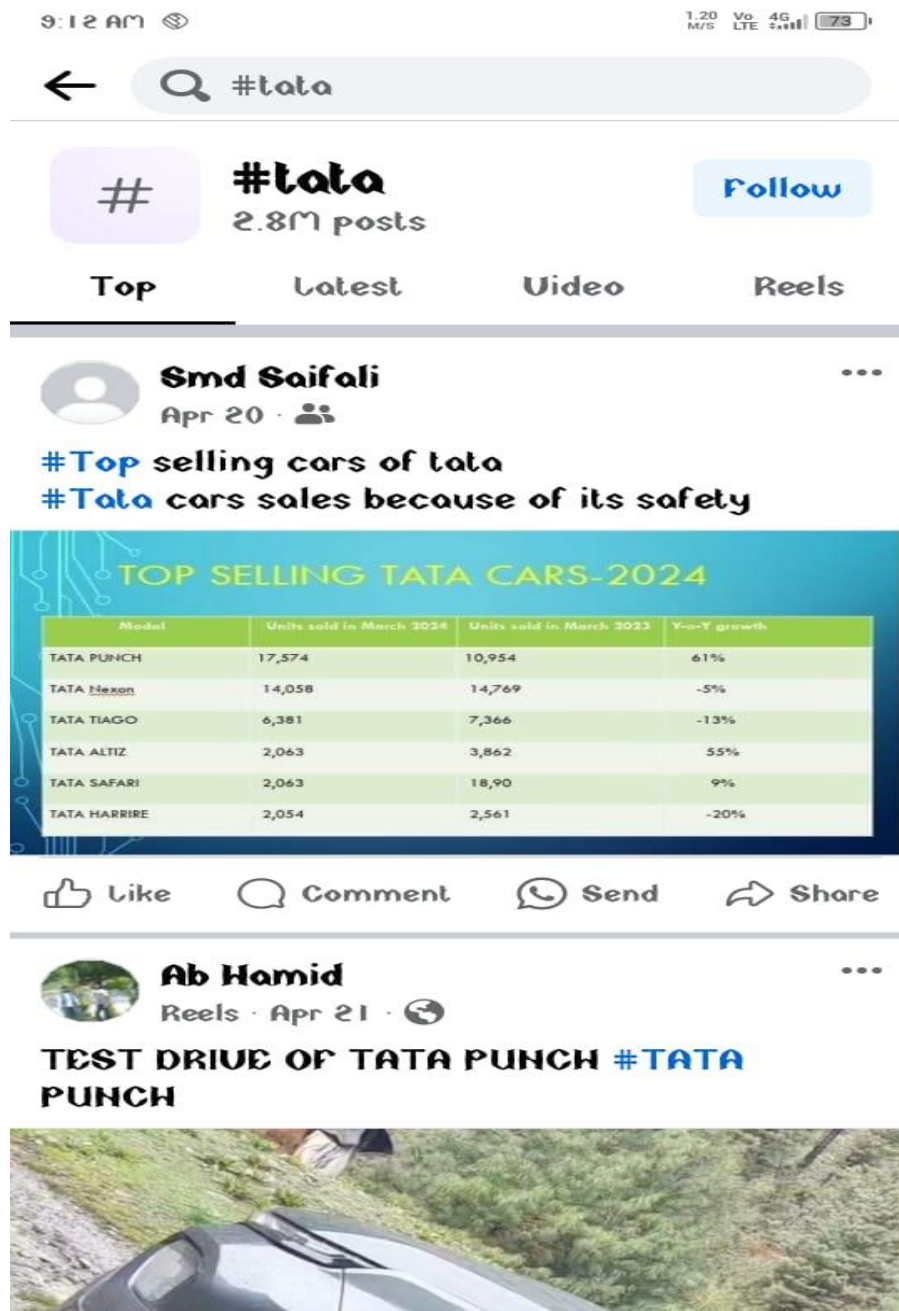 9:12 AM 1.20 M/S Vo LTE 4G 73
#tata
#tata
Follow
2.8M posts
Top Latest Video Reels
Smd Saifali
Apr 20 ·
#Top selling cars of tata
#Tata cars sales because of its safety
TOP SELLING TATA CARS-2024
Modal Units sold in March 2024 Units sold in March 2023 Y-o-Y growth
TATA PUNCH 17,574 10,954 61%
TATA Nexon 14,058 14,769 -5%
TATA TIAGO 6,381 7,366 -13%
TATA ALTIZ 2,063 3,862 55%
TATA SAFARI 2,063 18,90 9%
TATA HARRIRE 2,054 2,561 -20%
Like Comment Send Share
Ab Hamid
Reels · Apr 21 ·
TEST DRIVE OF TATA PUNCH #TATA
PUNCH